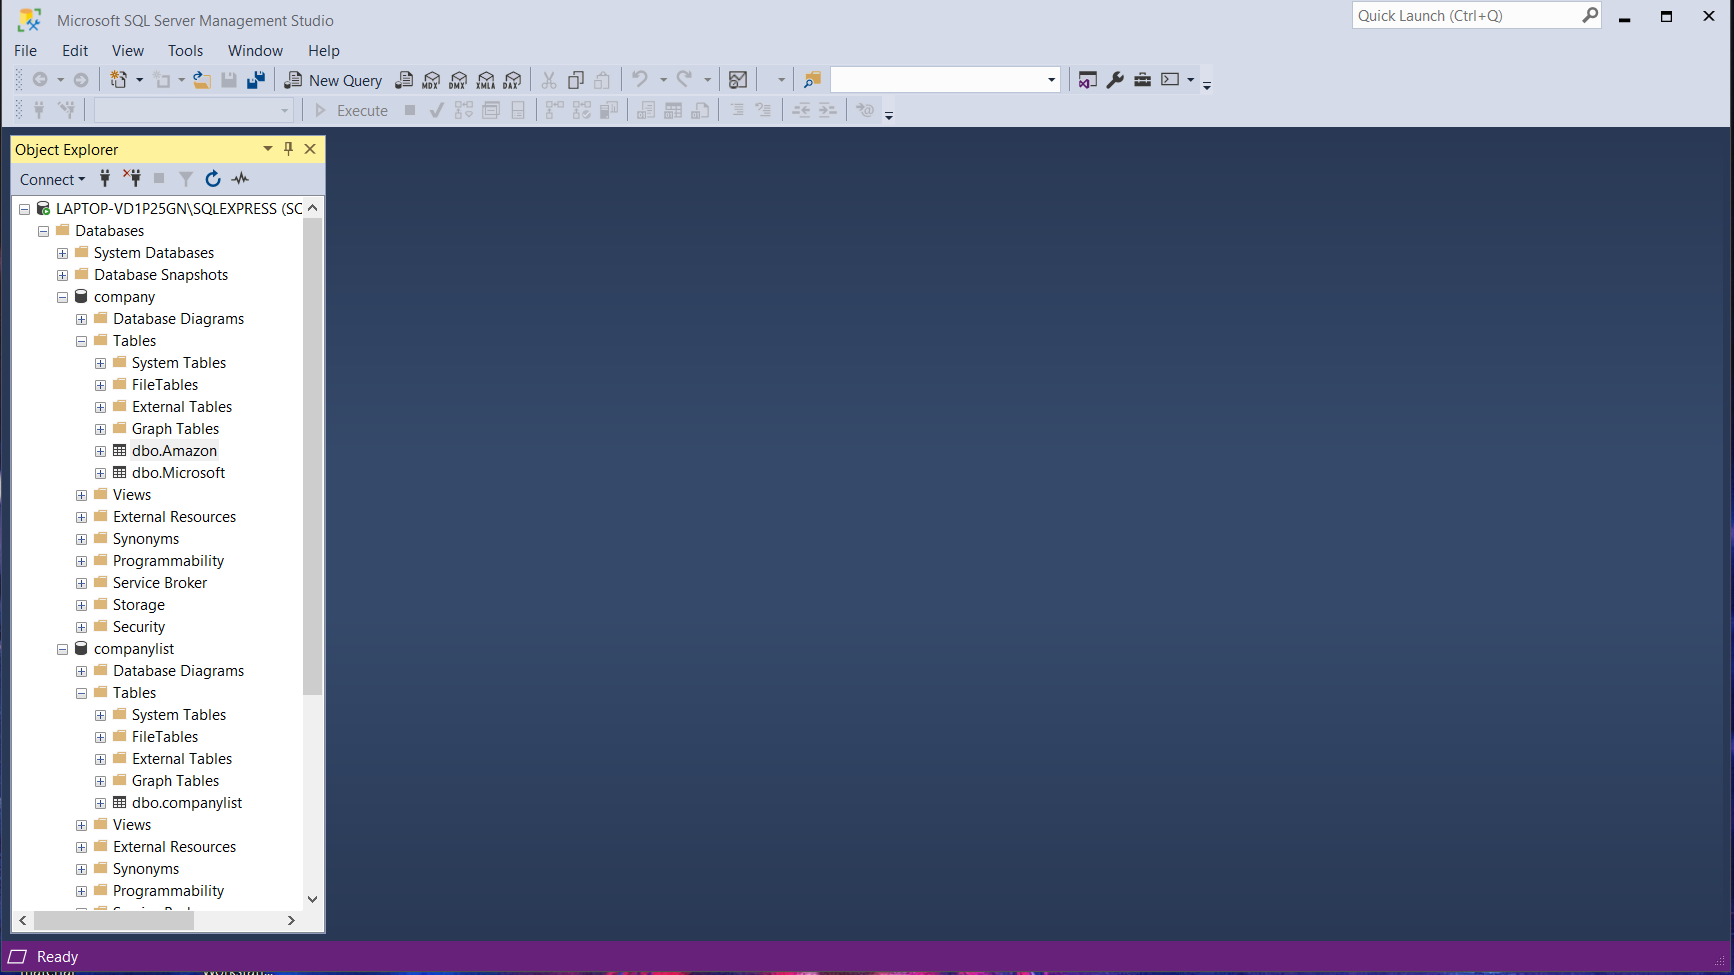 Microsoft SQL Server Management Studio
Quick Launch (Ctrl+Q)
File Edit View Tools Window Help
New Query MDX DMX XMLA DAX
Execute
Object Explorer
Connect
LAPTOP-VD1P25GN\SQLEXPRESS (SC
Databases
System Databases
Database Snapshots
company
Database Diagrams
Tables
System Tables
FileTables
External Tables
Graph Tables
dbo.Amazon
dbo.Microsoft
Views
External Resources
Synonyms
Programmability
Service Broker
Storage
Security
companylist
Database Diagrams
Tables
System Tables
FileTables
External Tables
Graph Tables
dbo.companylist
Views
External Resources
Synonyms
Programmability
Ready